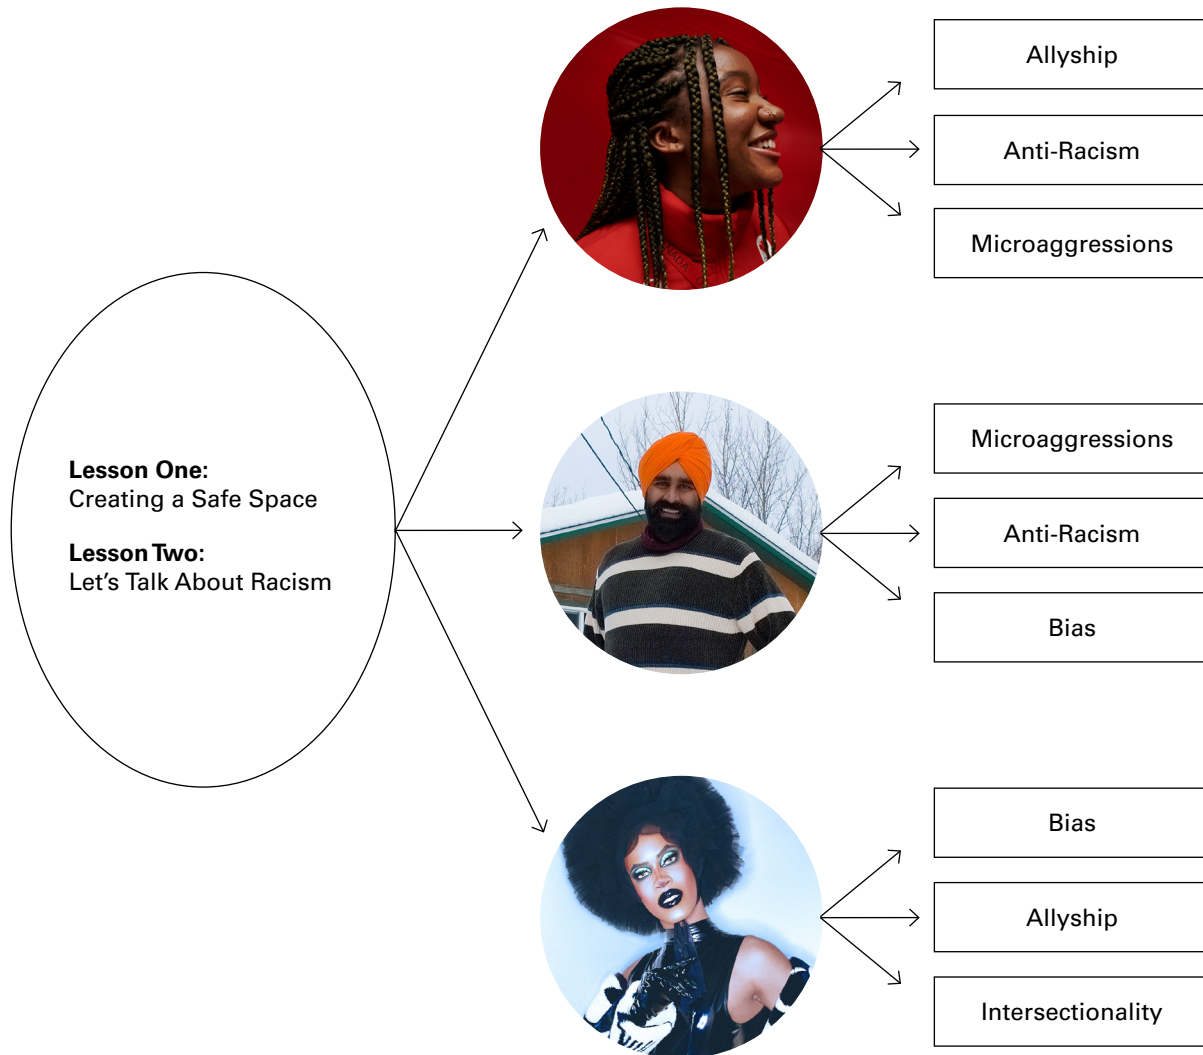 Lesson One:
Creating a Safe Space
Lesson Two:
Let’s Talk About Racism
NADA
Allyship
Anti-Racism
Microaggressions
Microaggressions
Anti-Racism
Bias
Bias
Allyship
Intersectionality